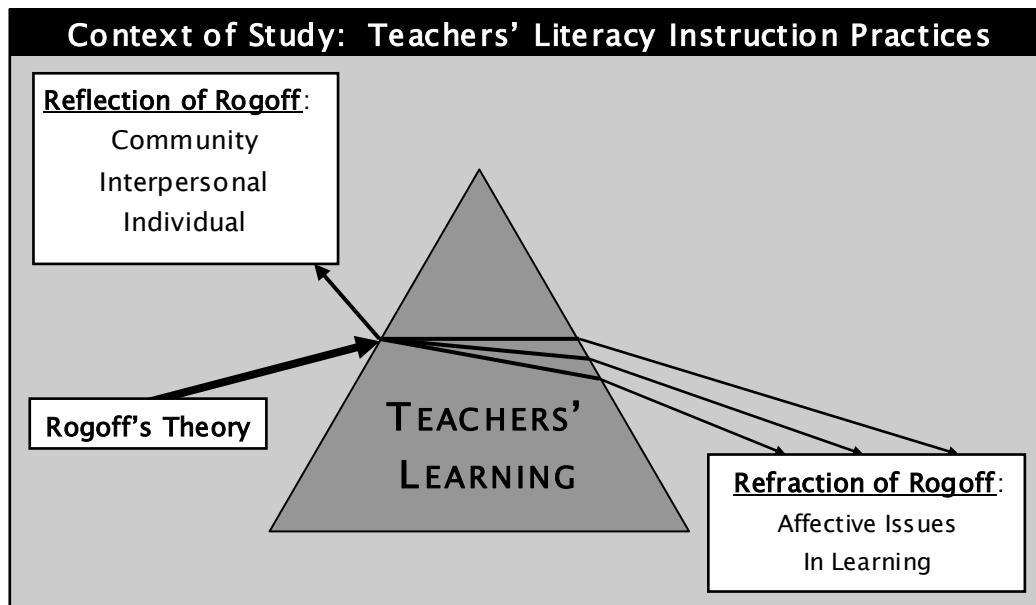 Context of Study: Teachers' Literacy Instruction Practices
Reflection of Rogoff:
Community
Interpersonal
Individual
Rogoff's Theory
TEACHERS'
LEARNING
Refraction of Rogoff:
Affective Issues
In Learning